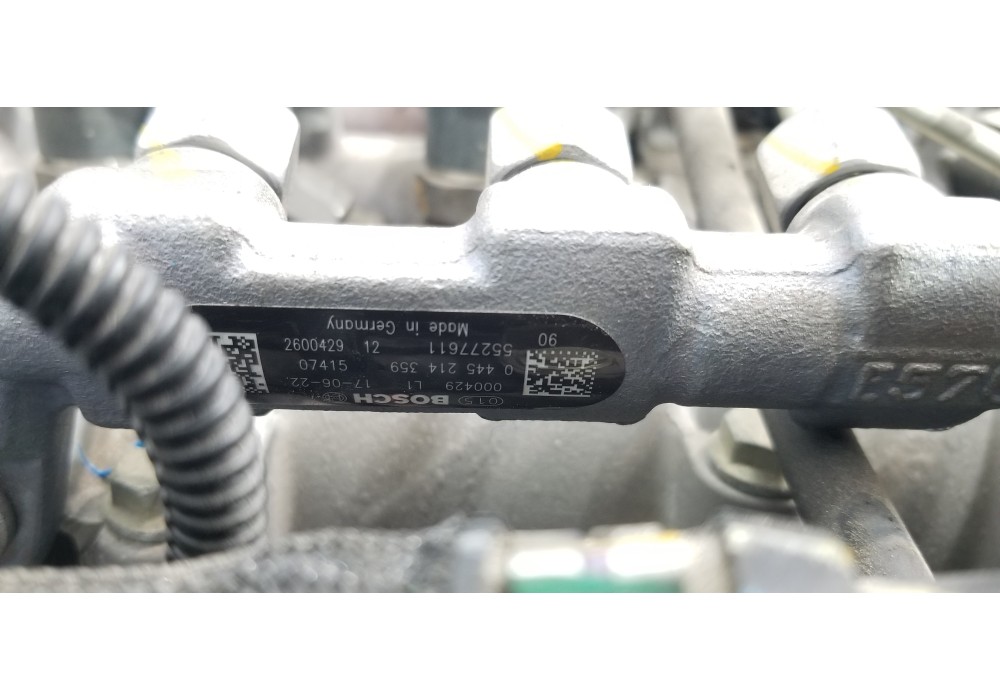 BOSCH
000429 L1 17-06-22
0 445 214 359
55277611
Made in Germany
90
07415
2600429 12